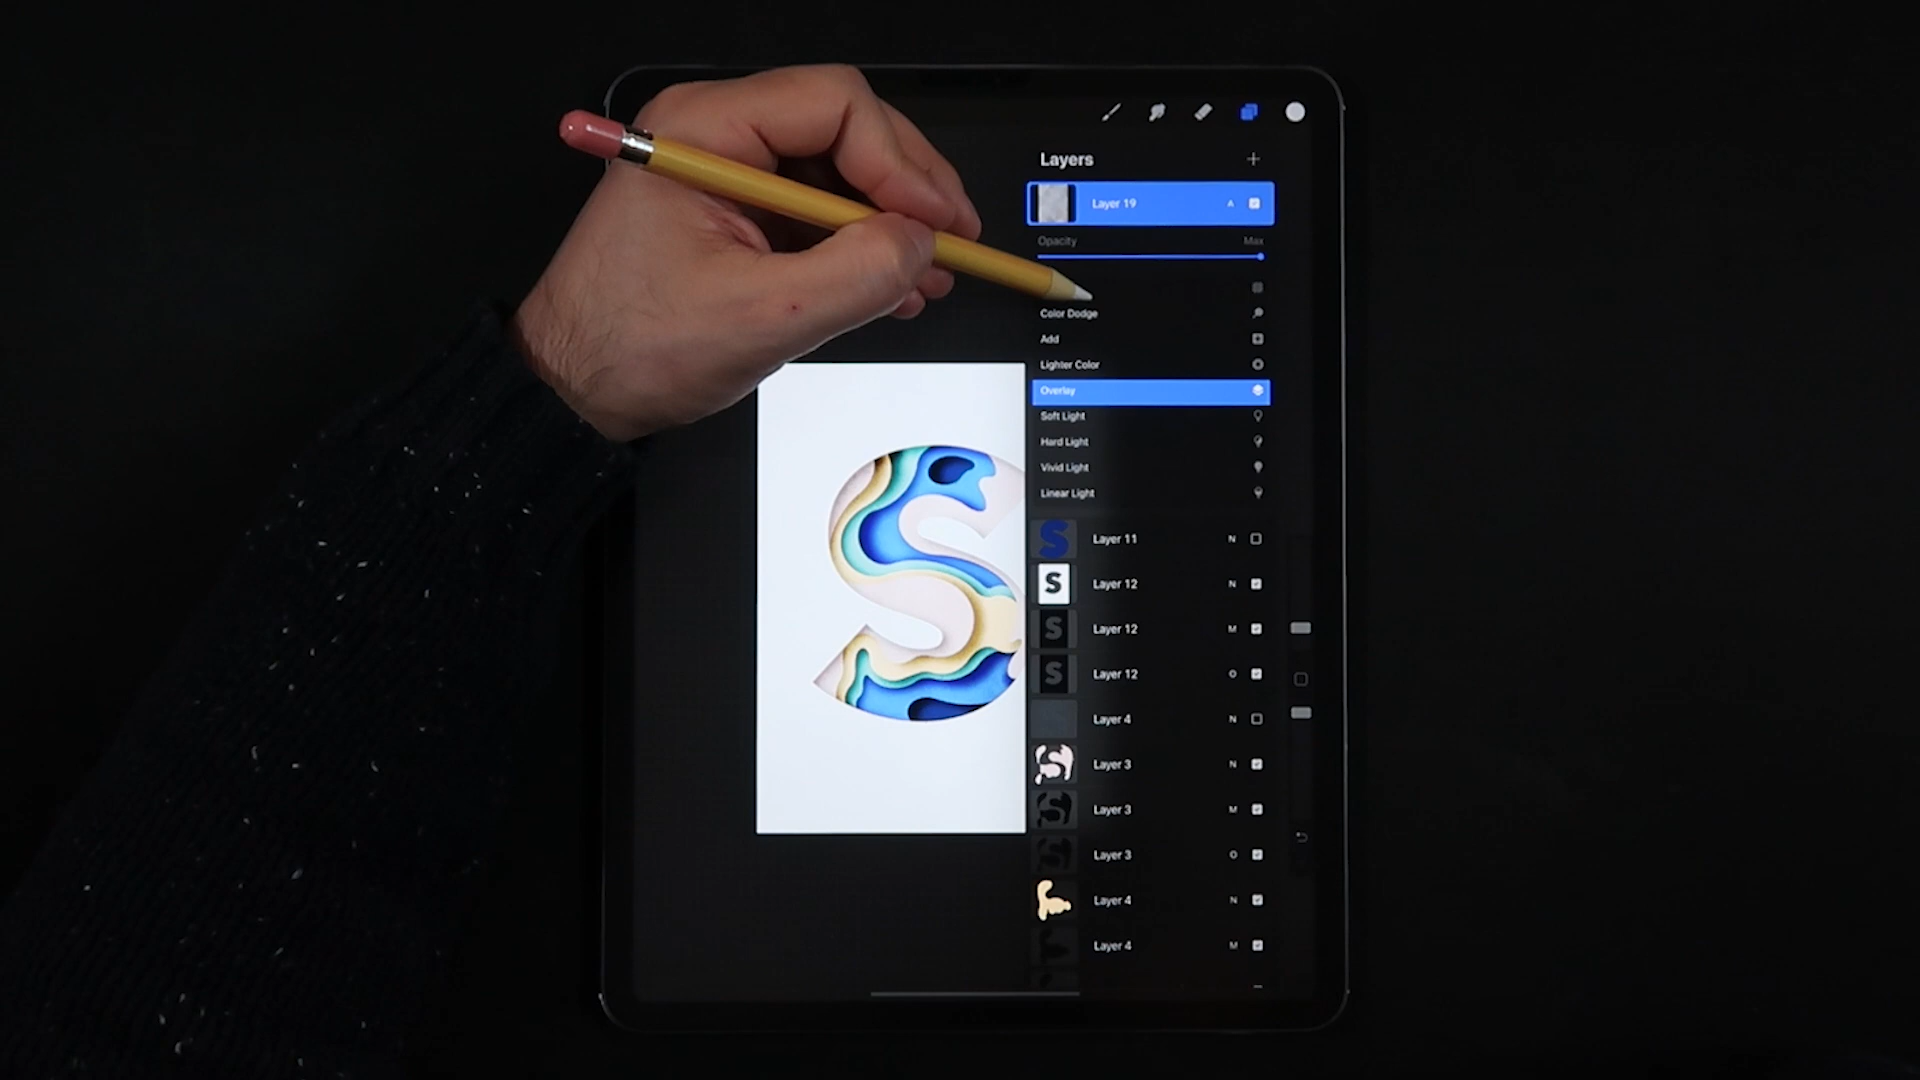 Layers
Layer 19 A
Opacity Max
Color Dodge
Add
Lighter Color
Overlay
Soft Light
Hard Light
Vivid Light
Linear Light
Layer 11 N
S Layer 12 N
S Layer 12 M
S Layer 12 O
Layer 4 N
Layer 3 N
Layer 3 M
Layer 3 O
Layer 4 N
Layer 4 M
S